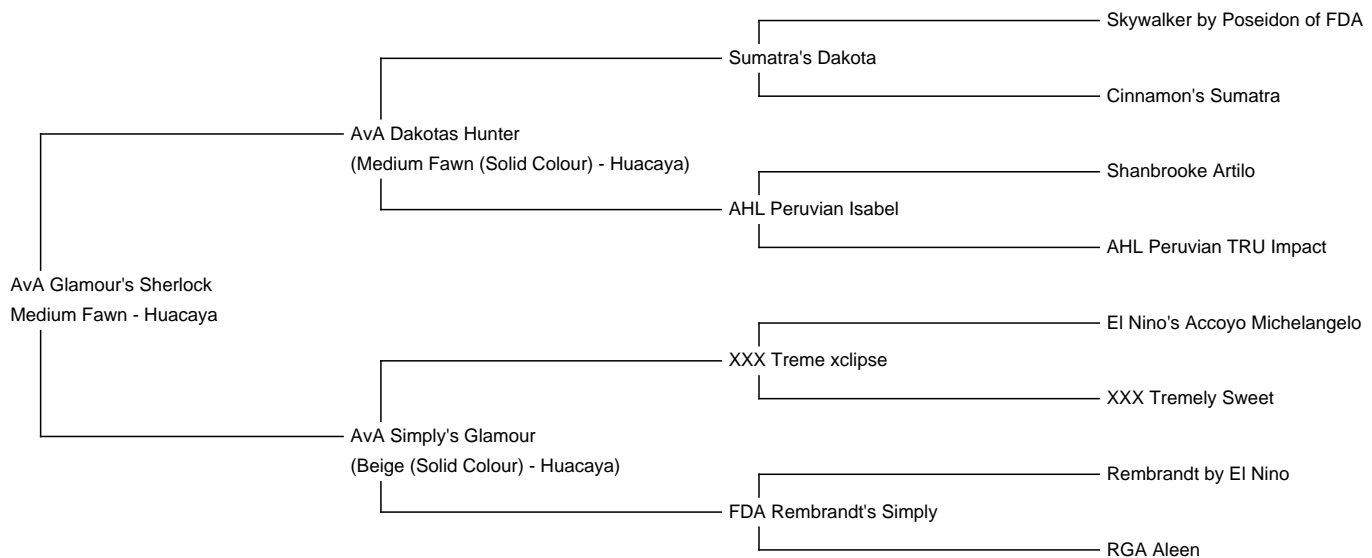 Skywalker by Poseidon of FDA
Sumatra's Dakota
Cinnamon's Sumatra
AvA Dakotas Hunter
(Medium Fawn (Solid Colour) - Huacaya)
Shanbrooke Artilo
AHL Peruvian Isabel
AHL Peruvian TRU Impact
AvA Glamour's Sherlock
Medium Fawn - Huacaya
El Nino's Accoyo Michelangelo
XXX Treme xclipse
XXX Tremely Sweet
AvA Simply's Glamour
(Beige (Solid Colour) - Huacaya)
Rembrandt by El Nino
FDA Rembrandt's Simply
RGA Aleen